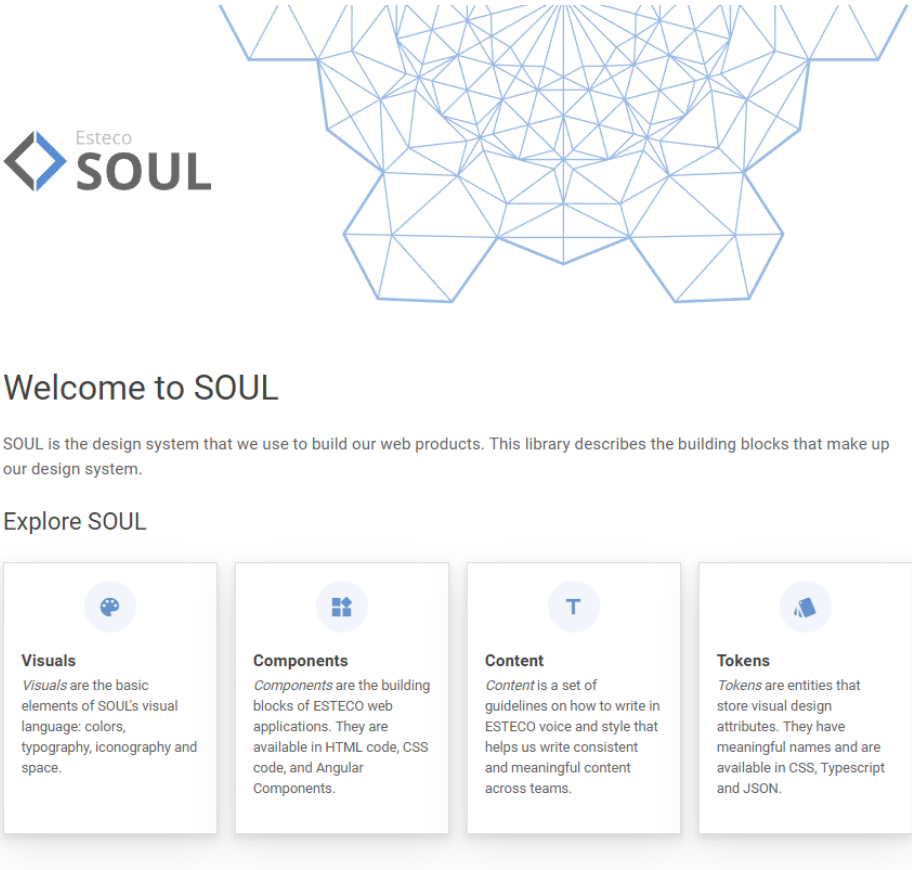 Esteco
SOUL
Welcome to SOUL
SOUL is the design system that we use to build our web products. This library describes the building blocks that make up
our design system.
Explore SOUL
Visuals
Visuals are the basic
elements of SOUL's visual
language: colors,
typography, iconography and
space.
Components
Components are the building
blocks of ESTECO web
applications. They are
available in HTML code, CSS
code, and Angular
Components.
Content
Content is a set of
guidelines on how to write in
ESTECO voice and style that
helps us write consistent
and meaningful content
across teams.
Tokens
Tokens are entities that
store visual design
attributes. They have
meaningful names and are
available in CSS, Typescript
and JSON.